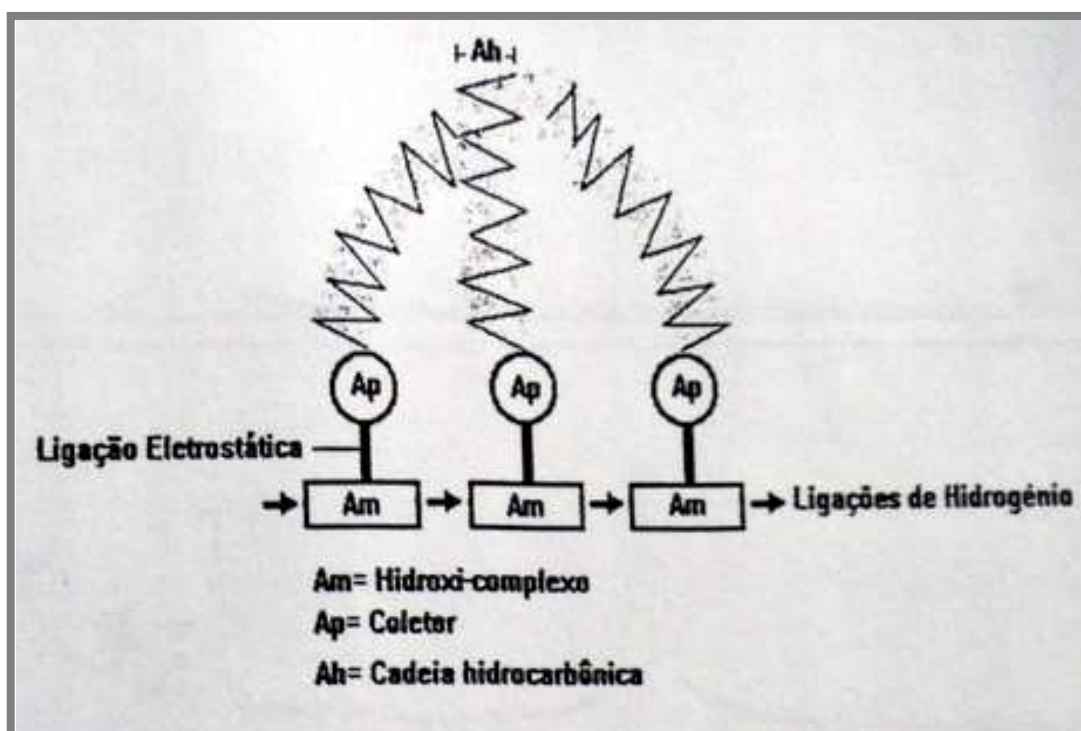 Ah
Ap Ap Ap
Ligação Eletrostática
Am Am Am Ligações de Hidrogénio
Am= Hidroxi-complexo
Ap= Coletor
Ah= Cadeia hidrocarbônica